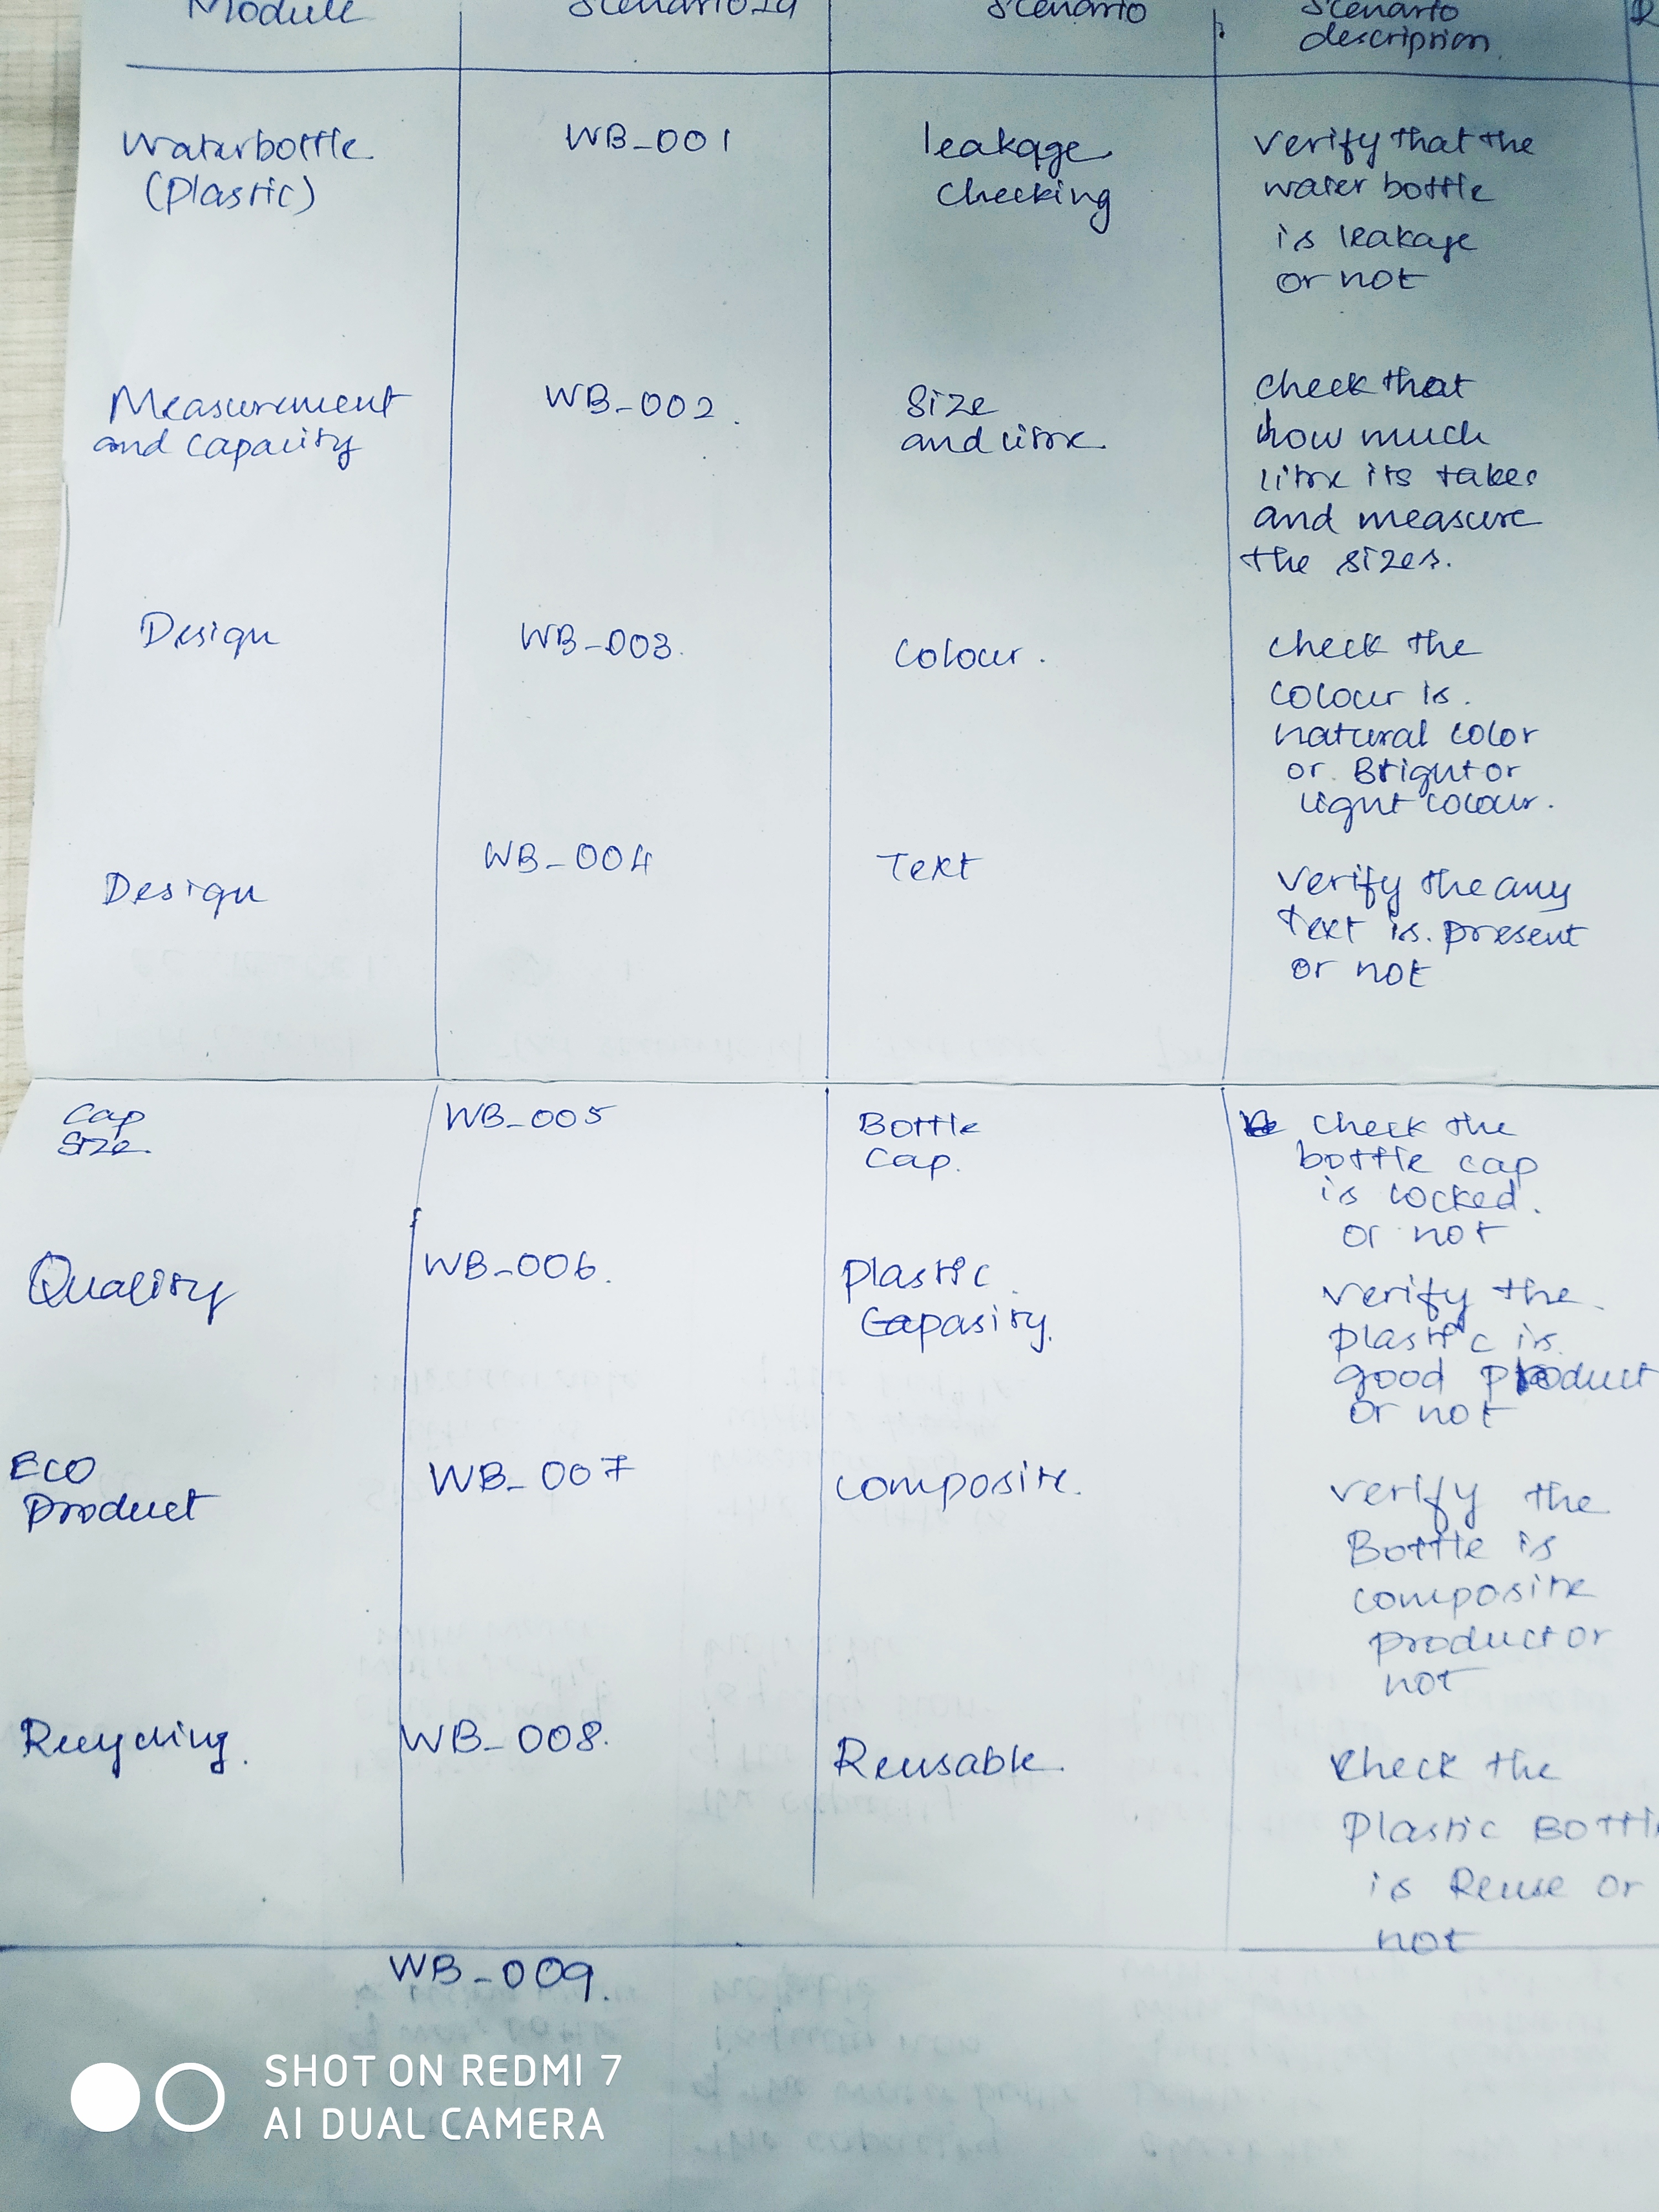 Module Scenario Id Scenario Scenario
description
Waterbottle WB_001 leakage verify that the
(plastic) checking water bottle
is leakage
or not
Measurement WB_002. Size check that
and capacity and litre how much
litre its takes
and measure
the sizes.
Design WB_003. colour. check the
colour is.
natural color
or Bright or
light colour.
Design WB_004 Text verify the any
text is. present
or not
Cap WB_005 Bottle check the
size. cap. bottle cap
is locked.
or not
Quality WB_006. plastic verify the
Capasity. plastic is.
good product
or not
ECO WB_007 composite. verify the
product Bottle is
composite
product or
not
Recycling. WB_008. Reusable. check the
plastic Bottl
is Reuse or
not
WB_009.
SHOT ON REDMI 7
AI DUAL CAMERA